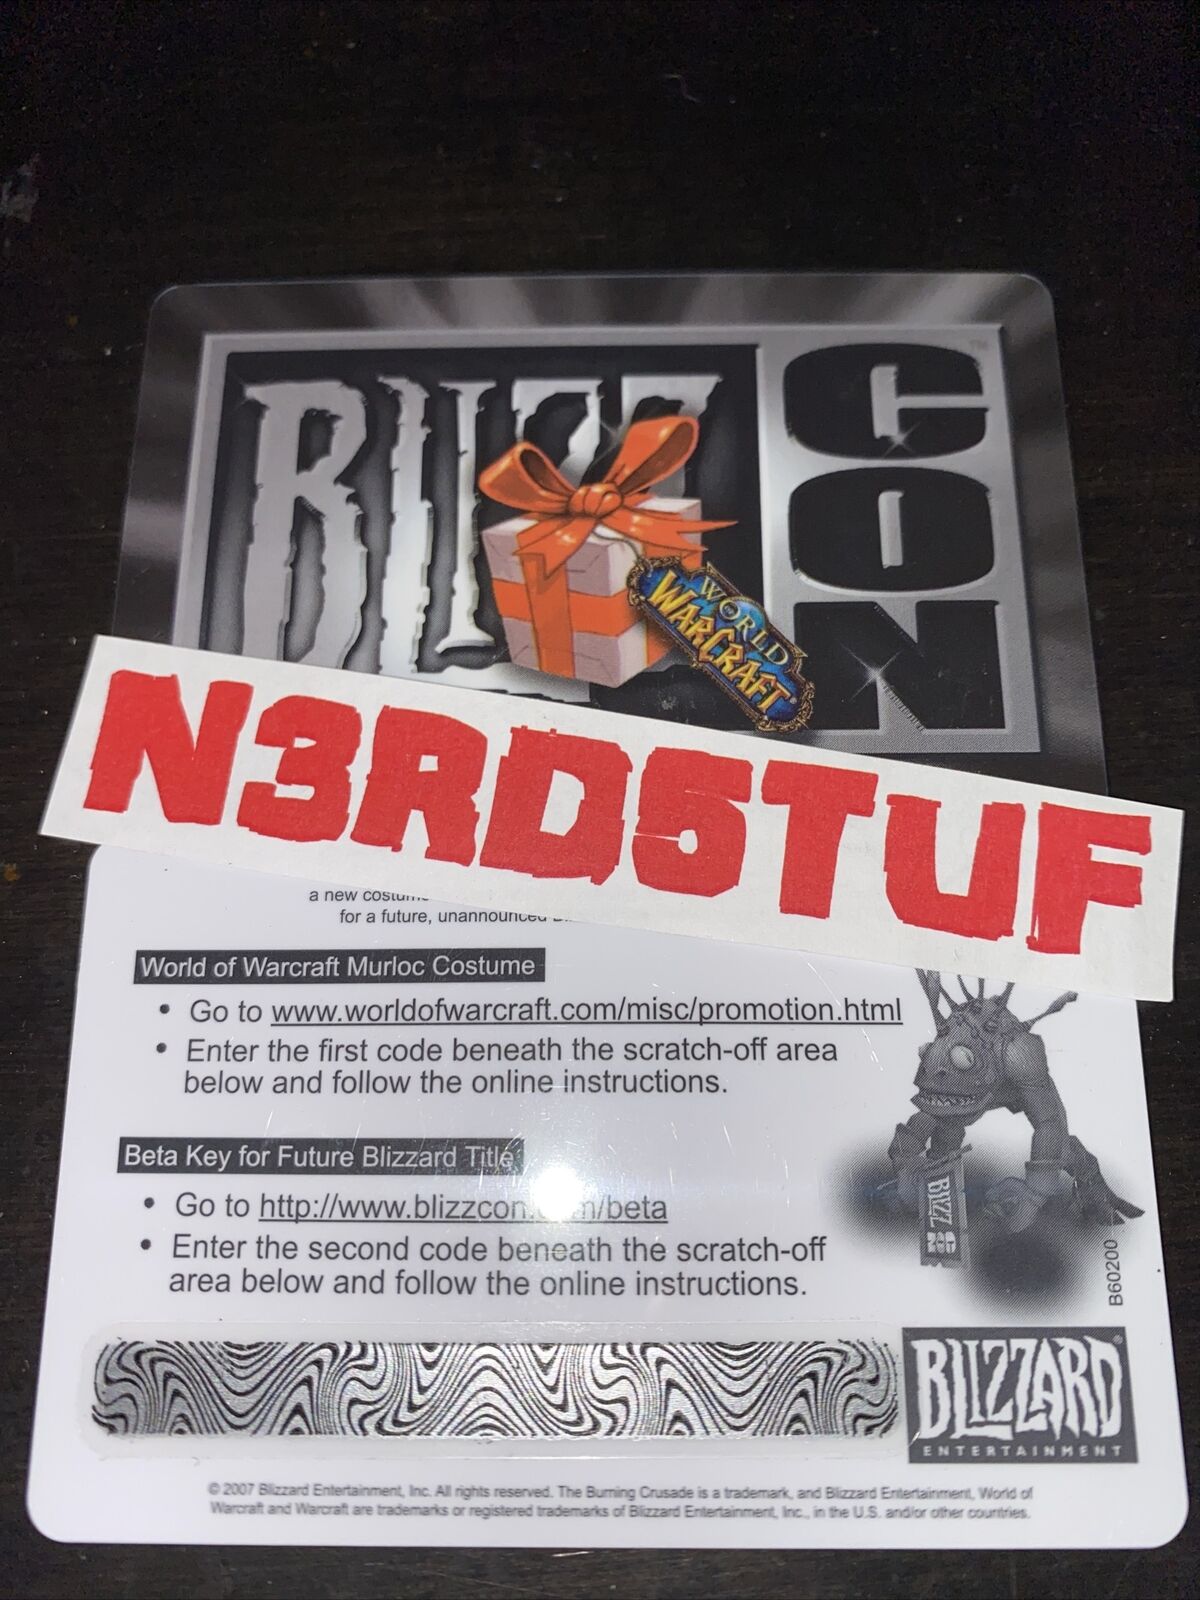 BLIZZ
CON
™
WORLD
WARCRAFT
N3RD5TUF
a new
for a future, unannounced
World of Warcraft Murloc Costume
• Go to www.worldofwarcraft.com/misc/promotion.html
• Enter the first code beneath the scratch-off area
below and follow the online instructions.
Beta Key for Future Blizzard Title
• Go to http://www.blizzcon.com/beta
• Enter the second code beneath the scratch-off
area below and follow the online instructions.
BLIZZ
CON
B60200
BLIZZARD®
ENTERTAINMENT
© 2007 Blizzard Entertainment, Inc. All rights reserved. The Burning Crusade is a trademark, and Blizzard Entertainment, World of
Warcraft and Warcraft are trademarks or registered trademarks of Blizzard Entertainment, Inc., in the U.S. and/or other countries.